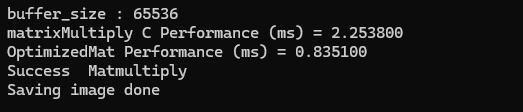 buffer_size : 65536
matrixMultiply C Performance (ms) = 2.253800
OptimizedMat Performance (ms) = 0.835100
Success  Matmultiply
Saving image done